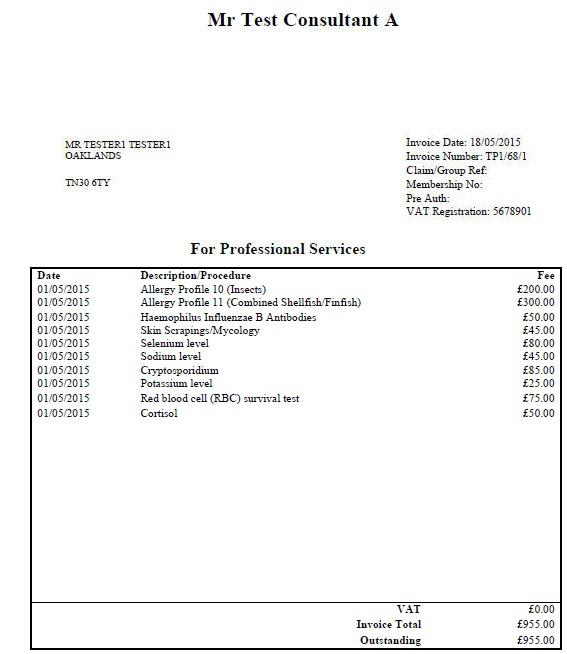 Mr Test Consultant A
MR TESTER1 TESTER1
OAKLANDS
TN30 6TY
Invoice Date: 18/05/2015
Invoice Number: TP1/68/1
Claim/Group Ref:
Membership No:
Pre Auth:
VAT Registration: 5678901
For Professional Services
Date Description/Procedure Fee
01/05/2015 Allergy Profile 10 (Insects) £200.00
01/05/2015 Allergy Profile 11 (Combined Shellfish/Finfish) £300.00
01/05/2015 Haemophilus Influenzae B Antibodies £50.00
01/05/2015 Skin Scrapings/Mycology £45.00
01/05/2015 Selenium level £80.00
01/05/2015 Sodium level £45.00
01/05/2015 Cryptosporidium £85.00
01/05/2015 Potassium level £25.00
01/05/2015 Red blood cell (RBC) survival test £75.00
01/05/2015 Cortisol £50.00
VAT £0.00
Invoice Total £955.00
Outstanding £955.00